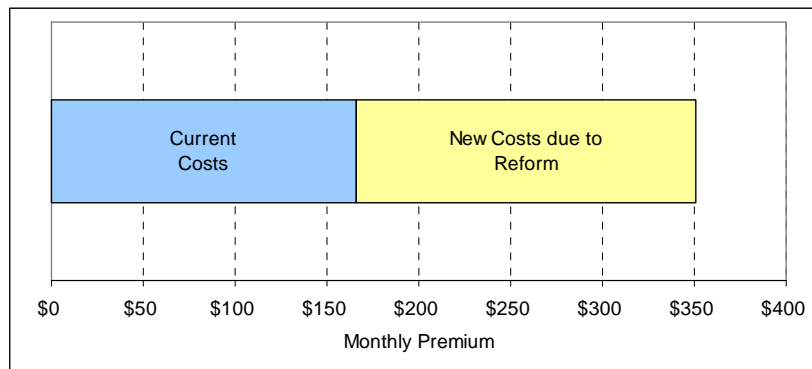 Current
Costs
New Costs due to
Reform
$0 $50 $100 $150 $200 $250 $300 $350 $400
Monthly Premium